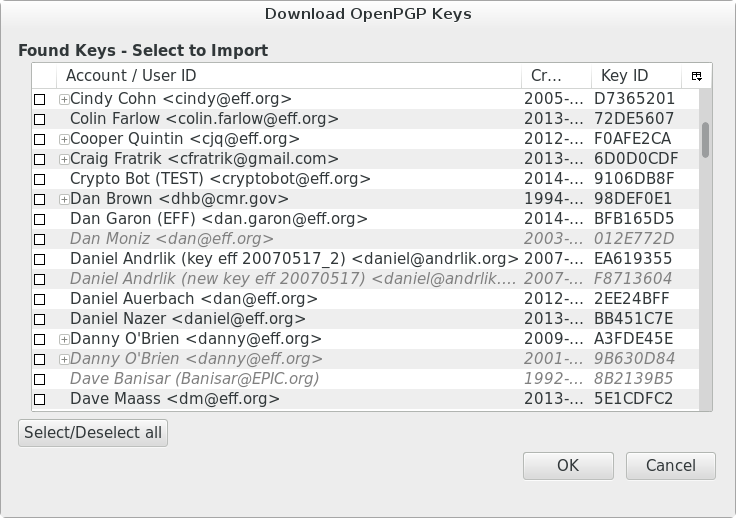 Download OpenPGP Keys
Found Keys - Select to Import
Account / User ID Cr... Key ID
Cindy Cohn <cindy@eff.org> 2005-... D7365201
Colin Farlow <colin.farlow@eff.org> 2013-... 72DE5607
Cooper Quintin <cjq@eff.org> 2012-... F0AFE2CA
Craig Fratrik <cfratrik@gmail.com> 2013-... 6D0D0CDF
Crypto Bot (TEST) <cryptobot@eff.org> 2014-... 9106DB8F
Dan Brown <dhb@cmr.gov> 1994-... 98DEF0E1
Dan Garon (EFF) <dan.garon@eff.org> 2014-... BFB165D5
Dan Moniz <dan@eff.org> 2003-... 012E772D
Daniel Andrlik (key eff 20070517_2) <daniel@andrlik.org> 2007-... EA619355
Daniel Andrlik (new key eff 20070517) <daniel@andrlik.... 2007-... F8713604
Daniel Auerbach <dan@eff.org> 2012-... 2EE24BFF
Daniel Nazer <daniel@eff.org> 2013-... BB451C7E
Danny O'Brien <danny@eff.org> 2009-... A3FDE45E
Danny O'Brien <danny@eff.org> 2001-... 9B630D84
Dave Banisar (Banisar@EPIC.org) 1992-... 8B2139B5
Dave Maass <dm@eff.org> 2013-... 5E1CDFC2
Select/Deselect all
OK Cancel